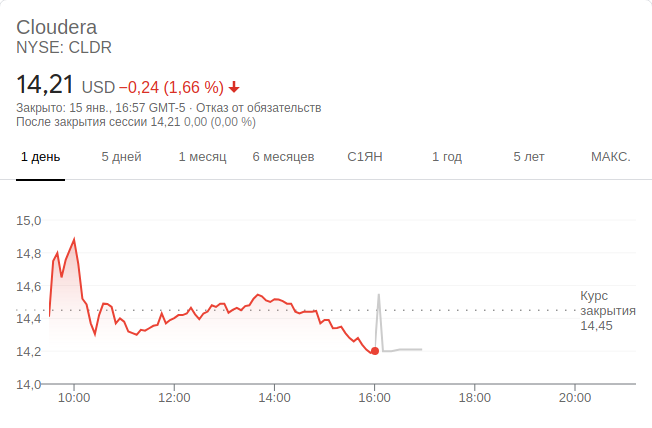 Cloudera
NYSE: CLDR
14,21 USD −0,24 (1,66 %)
Закрыто: 15 янв., 16:57 GMT-5 · Отказ от обязательств
После закрытия сессии 14,21 0,00 (0,00 %)
1 день 5 дней 1 месяц 6 месяцев С1ЯН 1 год 5 лет МАКС.
15,0
14,8
14,6
Курс
закрытия
14,45
14,4
14,2
14,0
10:00 12:00 14:00 16:00 18:00 20:00